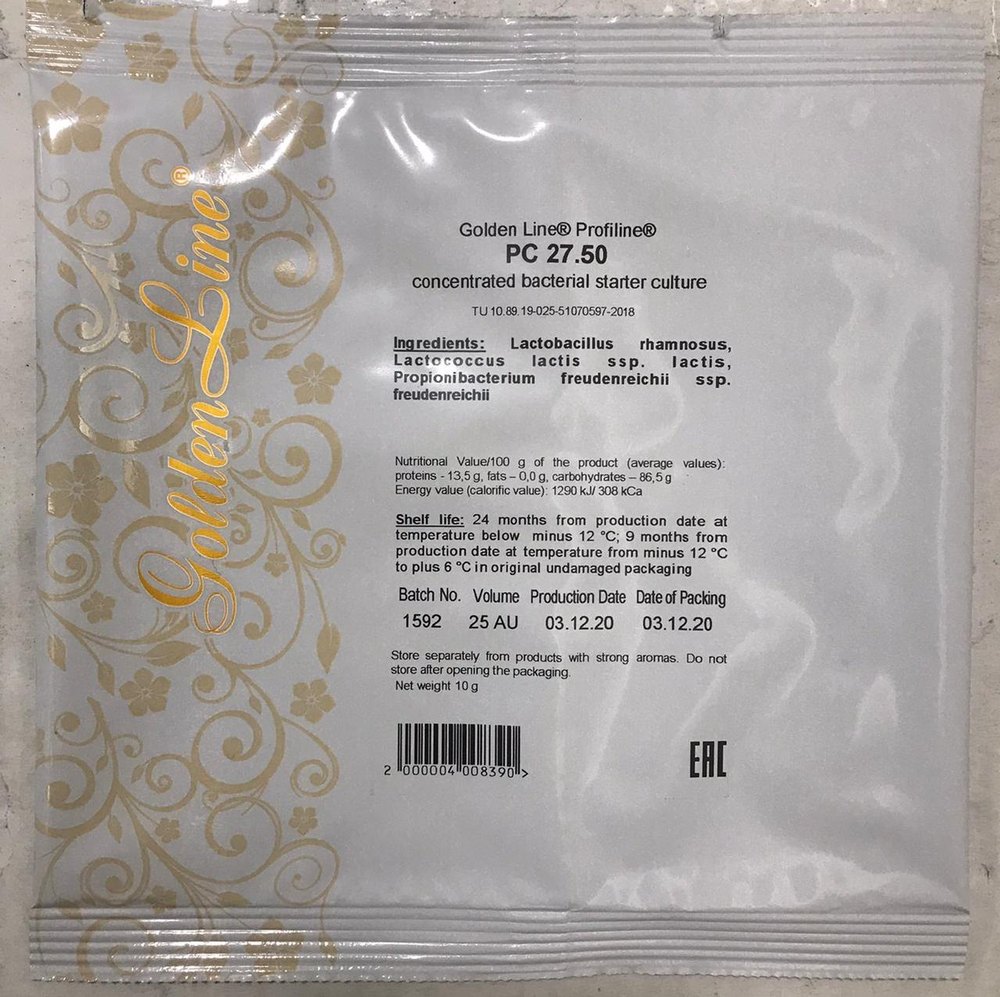 Golden Line®
Golden Line® Profiline®
PC 27.50
concentrated bacterial starter culture
TU 10.89.19-025-51070597-2018
Ingredients: Lactobacillus rhamnosus,
Lactococcus lactis ssp. lactis,
Propionibacterium freudenreichii ssp.
freudenreichii
Nutritional Value/100 g of the product (average values):
proteins - 13,5 g, fats – 0,0 g, carbohydrates – 86,5 g
Energy value (calorific value): 1290 kJ/ 308 kCa
Shelf life: 24 months from production date at
temperature below minus 12 °C; 9 months from
production date at temperature from minus 12 °C
to plus 6 °C in original undamaged packaging
Batch No. Volume Production Date Date of Packing
1592 25 AU 03.12.20 03.12.20
Store separately from products with strong aromas. Do not
store after opening the packaging.
Net weight 10 g
2 000004 008390 >
EAC